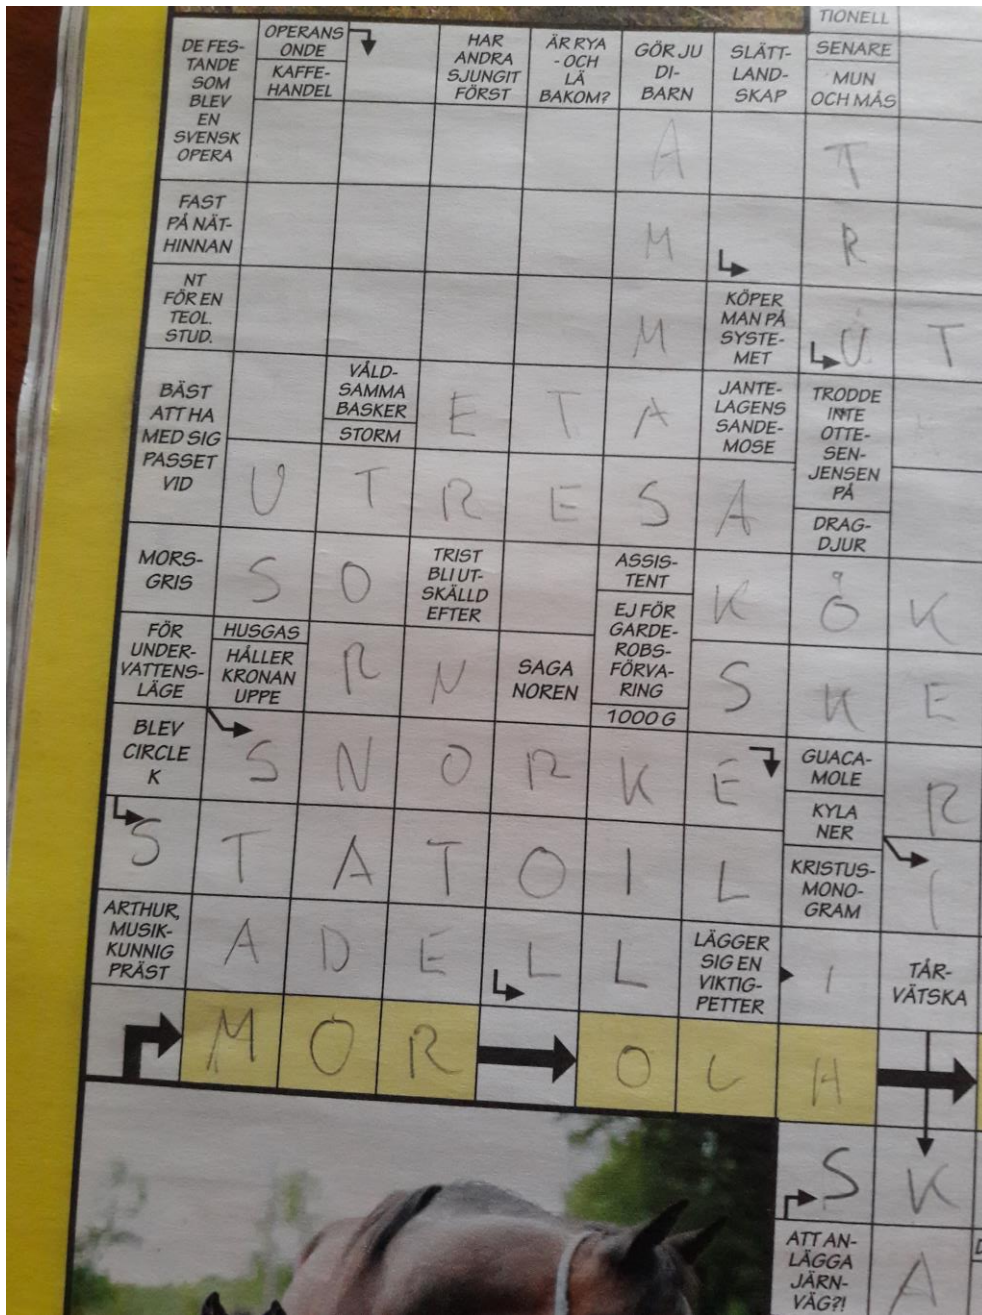 TIONELL
DE FES-
TANDE
SOM
BLEV
EN
SVENSK
OPERA
OPERANS
ONDE
KAFFE-
HANDEL
HAR
ANDRA
SJUNGIT
FÖRST
ÄR RYA
- OCH
LÄ
BAKOM?
GÖR JU
DI-
BARN
SLÄTT-
LAND-
SKAP
SENARE
MUN
OCH MÅS
A T
FAST
PÅ NÄT-
HINNAN
M R
NT
FÖR EN
TEOL.
STUD.
M
KÖPER
MAN PÅ
SYSTE-
MET
U T
BÄST
ATT HA
MED SIG
PASSET
VID
VÅLD-
SAMMA
BASKER
STORM
E T A
JANTE-
LAGENS
SANDE-
MOSE
TRODDE
INTE
OTTE-
SEN-
JENSEN
PÅ
DRAG-
DJUR
U T R E S A
MORS-
GRIS
S O
TRIST
BLI UT-
SKÄLLD
EFTER
ASSIS-
TENT
EJ FÖR
GARDE-
ROBS-
FÖRVA-
RING
1000 G
K Å K
FÖR
UNDER-
VATTENS-
LÄGE
HUSGAS
HÅLLER
KRONAN
UPPE
R N
SAGA
NOREN
S K E
BLEV
CIRCLE
K
S N O R K E
GUACA-
MOLE
KYLA
NER
R
S T A T O I L
KRISTUS-
MONO-
GRAM
I
ARTHUR,
MUSIK-
KUNNIG
PRÄST
A D E L L
LÄGGER
SIG EN
VIKTIG-
PETTER
I
TÅR-
VÄTSKA
M O R O C H
S K
ATT AN-
LÄGGA
JÄRN-
VÄG?!
A